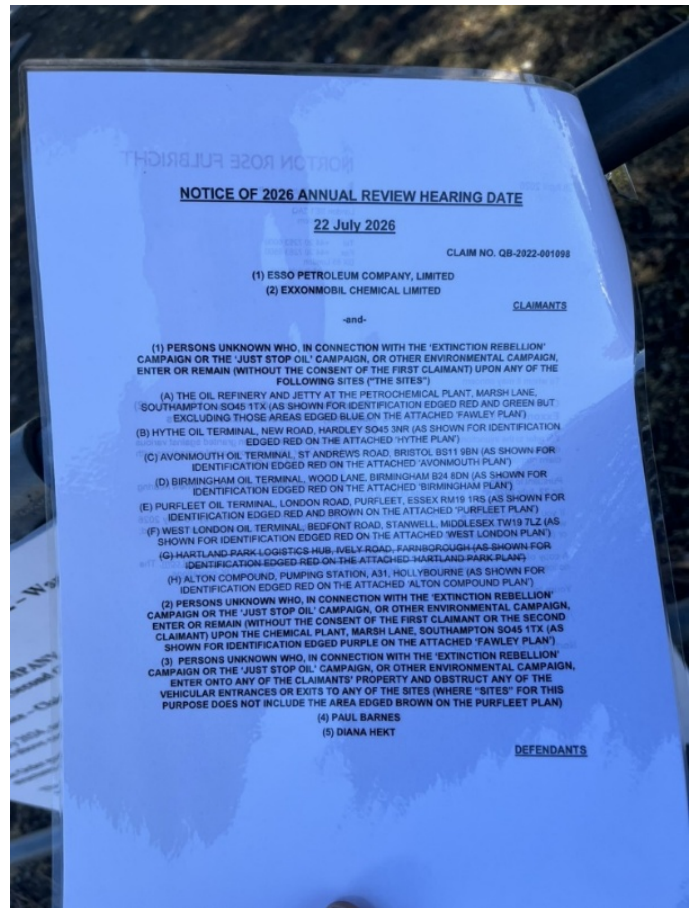 NORTON ROSE FULBRIGHT
NOTICE OF 2026 ANNUAL REVIEW HEARING DATE
22 July 2026
CLAIM NO. QB-2022-001098
(1) ESSO PETROLEUM COMPANY, LIMITED
(2) EXXONMOBIL CHEMICAL LIMITED
CLAIMANTS
-and-
(1) PERSONS UNKNOWN WHO, IN CONNECTION WITH THE 'EXTINCTION REBELLION'
CAMPAIGN OR THE 'JUST STOP OIL' CAMPAIGN, OR OTHER ENVIRONMENTAL CAMPAIGN,
ENTER OR REMAIN (WITHOUT THE CONSENT OF THE FIRST CLAIMANT) UPON ANY OF THE
FOLLOWING SITES ("THE SITES")
(A) THE OIL REFINERY AND JETTY AT THE PETROCHEMICAL PLANT, MARSH LANE,
SOUTHAMPTON SO45 1TX (AS SHOWN FOR IDENTIFICATION EDGED RED AND GREEN BUT
EXCLUDING THOSE AREAS EDGED BLUE ON THE ATTACHED 'FAWLEY PLAN')
(B) HYTHE OIL TERMINAL, NEW ROAD, HARDLEY SO45 3NR (AS SHOWN FOR IDENTIFICATION
EDGED RED ON THE ATTACHED 'HYTHE PLAN')
(C) AVONMOUTH OIL TERMINAL, ST ANDREWS ROAD, BRISTOL BS11 9BN (AS SHOWN FOR
IDENTIFICATION EDGED RED ON THE ATTACHED 'AVONMOUTH PLAN')
(D) BIRMINGHAM OIL TERMINAL, WOOD LANE, BIRMINGHAM B24 8DN (AS SHOWN FOR
IDENTIFICATION EDGED RED ON THE ATTACHED 'BIRMINGHAM PLAN')
(E) PURFLEET OIL TERMINAL, LONDON ROAD, PURFLEET, ESSEX RM19 1RS (AS SHOWN FOR
IDENTIFICATION EDGED RED AND BROWN ON THE ATTACHED 'PURFLEET PLAN')
(F) WEST LONDON OIL TERMINAL, BEDFONT ROAD, STANWELL, MIDDLESEX TW19 7LZ (AS
SHOWN FOR IDENTIFICATION EDGED RED ON THE ATTACHED 'WEST LONDON PLAN')
(G) HARTLAND PARK LOGISTICS HUB, IVELY ROAD, FARNBOROUGH (AS SHOWN FOR
IDENTIFICATION EDGED RED ON THE ATTACHED 'HARTLAND PARK PLAN')
(H) ALTON COMPOUND, PUMPING STATION, A31, HOLLYBOURNE (AS SHOWN FOR
IDENTIFICATION EDGED RED ON THE ATTACHED 'ALTON COMPOUND PLAN')
(2) PERSONS UNKNOWN WHO, IN CONNECTION WITH THE 'EXTINCTION REBELLION'
CAMPAIGN OR THE 'JUST STOP OIL' CAMPAIGN, OR OTHER ENVIRONMENTAL CAMPAIGN,
ENTER OR REMAIN (WITHOUT THE CONSENT OF THE FIRST CLAIMANT OR THE SECOND
CLAIMANT) UPON THE CHEMICAL PLANT, MARSH LANE, SOUTHAMPTON SO45 1TX (AS
SHOWN FOR IDENTIFICATION EDGED PURPLE ON THE ATTACHED 'FAWLEY PLAN')
(3) PERSONS UNKNOWN WHO, IN CONNECTION WITH THE 'EXTINCTION REBELLION'
CAMPAIGN OR THE 'JUST STOP OIL' CAMPAIGN, OR OTHER ENVIRONMENTAL CAMPAIGN,
ENTER ONTO ANY OF THE CLAIMANTS' PROPERTY AND OBSTRUCT ANY OF THE
VEHICULAR ENTRANCES OR EXITS TO ANY OF THE SITES (WHERE "SITES" FOR THIS
PURPOSE DOES NOT INCLUDE THE AREA EDGED BROWN ON THE PURFLEET PLAN)
(4) PAUL BARNES
(5) DIANA HEKT
DEFENDANTS